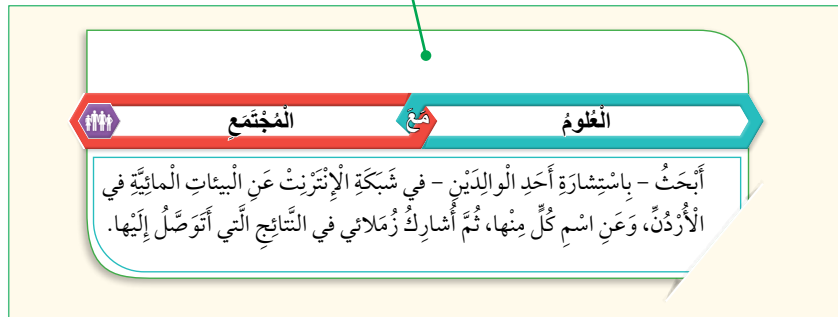 الْعُلومُ مَعَ الْمُجْتَمَعِ
أَبْحَثُ – بِاسْتِشارَةِ أَحَدِ الْوالِدَيْنِ – في شَبَكَةِ الْإِنْتَرْنِتْ عَنِ الْبيئاتِ الْمائِيَّةِ في
الْأُرْدُنِّ، وَعَنِ اسْمِ كُلٍّ مِنْها، ثُمَّ أُشارِكُ زُمَلائي في النَّتائِجِ الَّتي أَتَوَصَّلُ إِلَيْها.